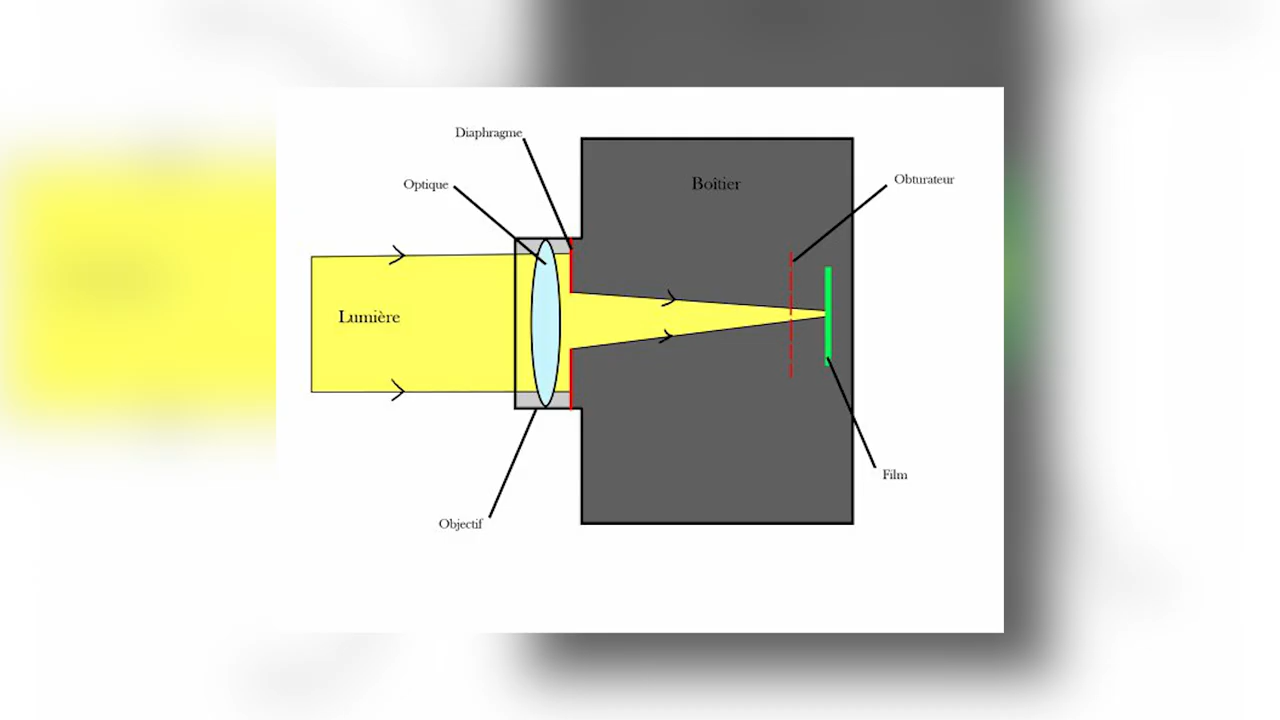 Diaphragme
Optique
Boîtier
Obturateur
Lumière
Film
Objectif